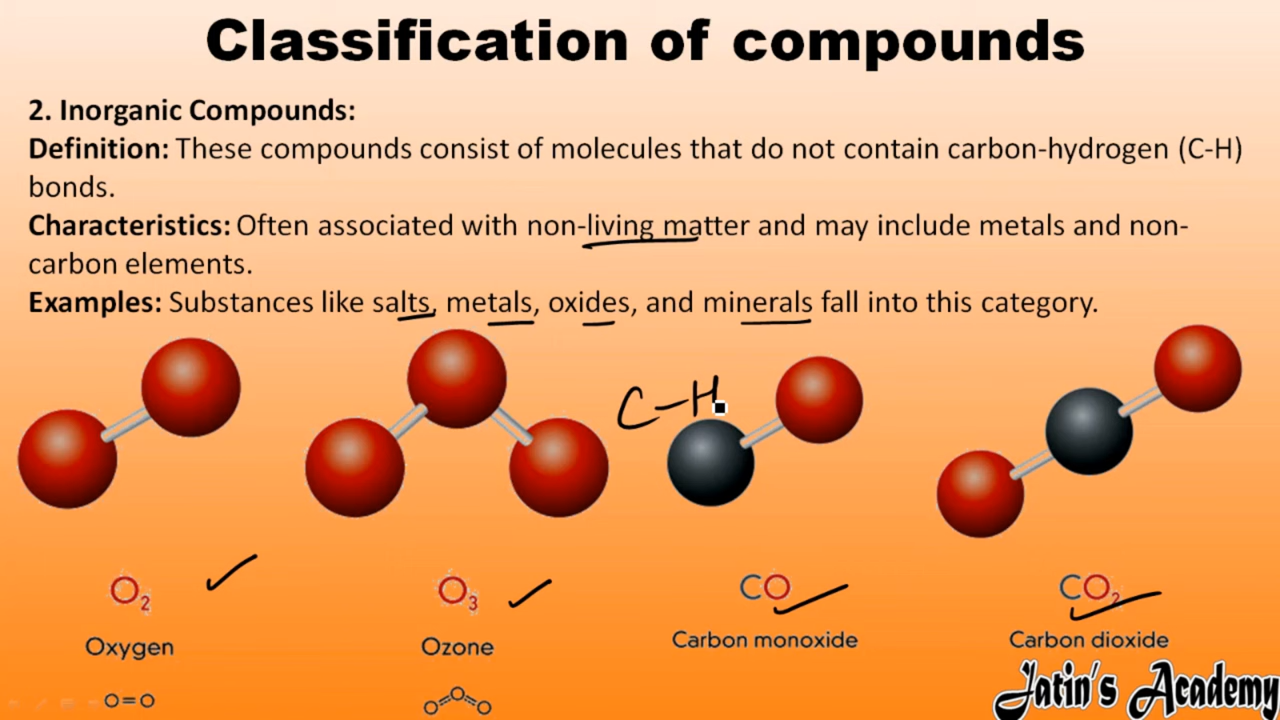 Classification of compounds
2. Inorganic Compounds:
Definition: These compounds consist of molecules that do not contain carbon-hydrogen (C-H)
bonds.
Characteristics: Often associated with non-living matter and may include metals and non-
carbon elements.
Examples: Substances like salts, metals, oxides, and minerals fall into this category.
C-H
O₂ O₃ CO CO₂
Oxygen Ozone Carbon monoxide Carbon dioxide
O=O O=O=O
Jatin's Academy